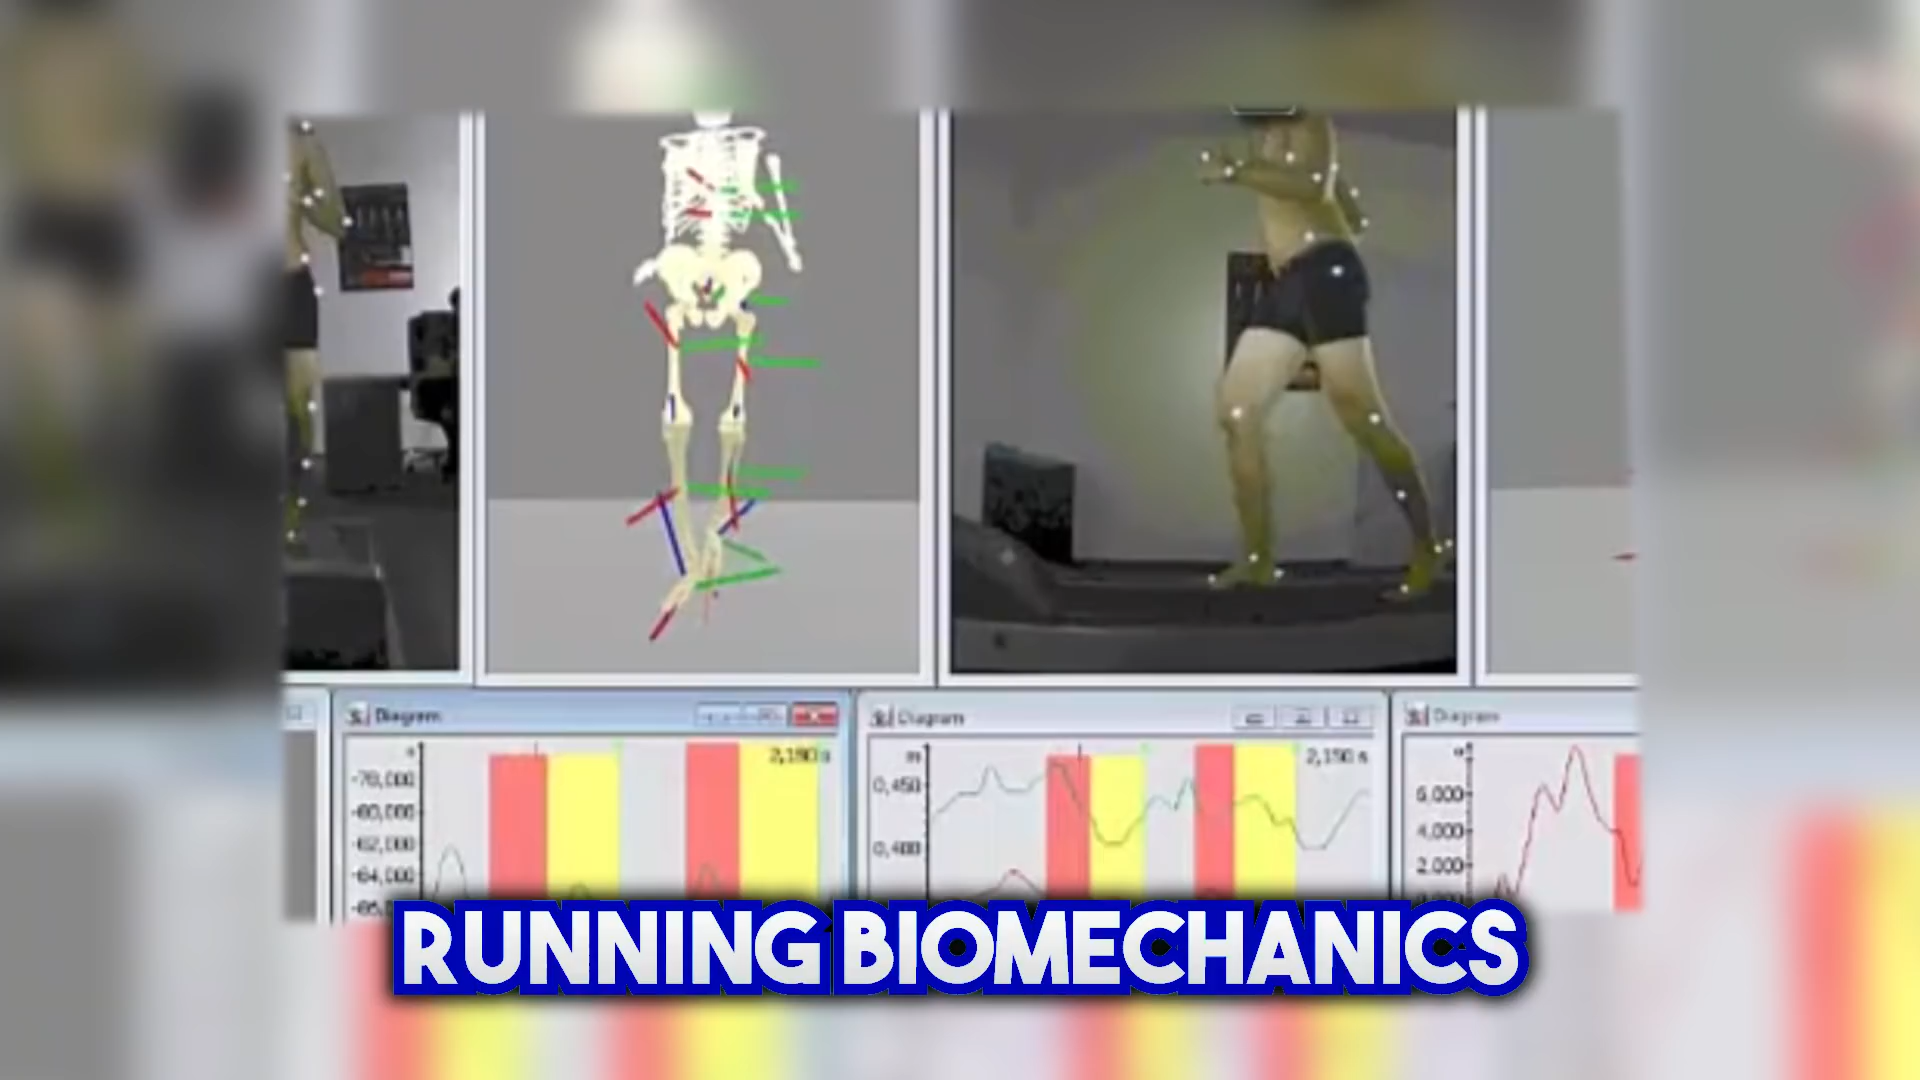 Diagram
Diagram
Diagram
2,190 s
-78,000
-80,000
-82,000
-84,000
2,190 s
m
0,450
0,400
6,000
4,000
2,000
RUNNING BIOMECHANICS